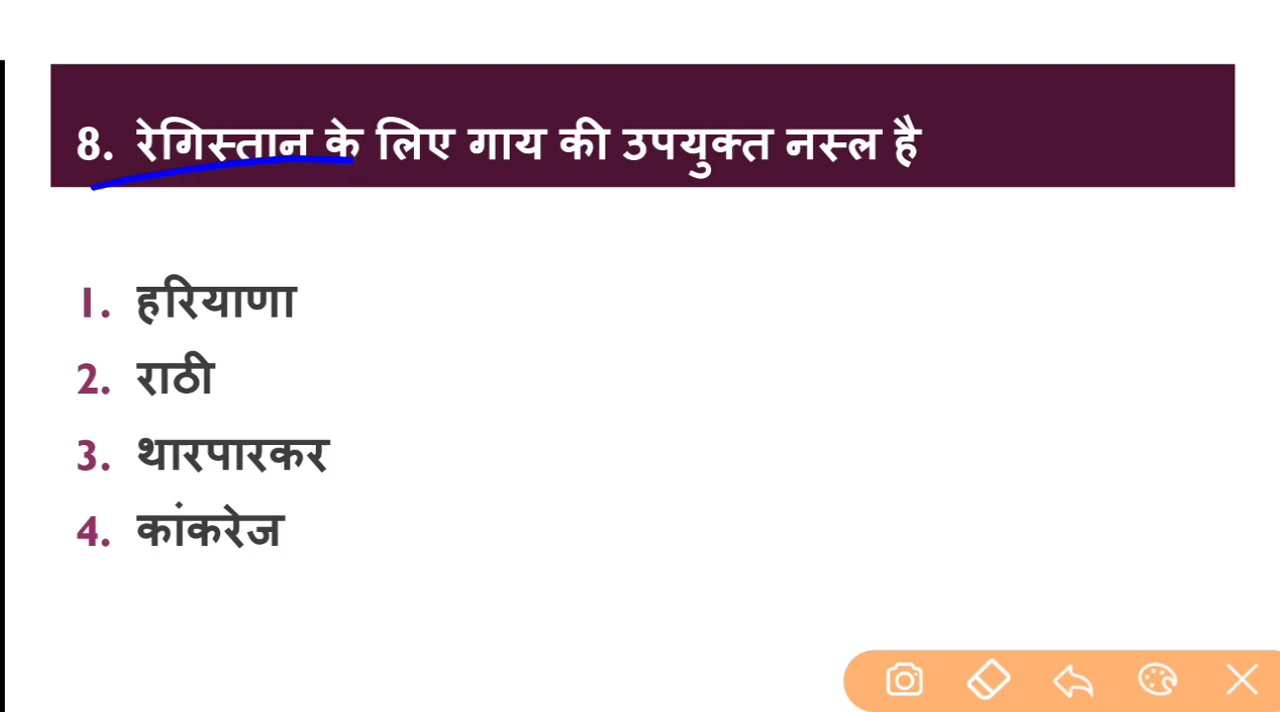 8. रेगिस्तान के लिए गाय की उपयुक्त नस्ल है
1. हरियाणा
2. राठी
3. थारपारकर
4. कांकरेज